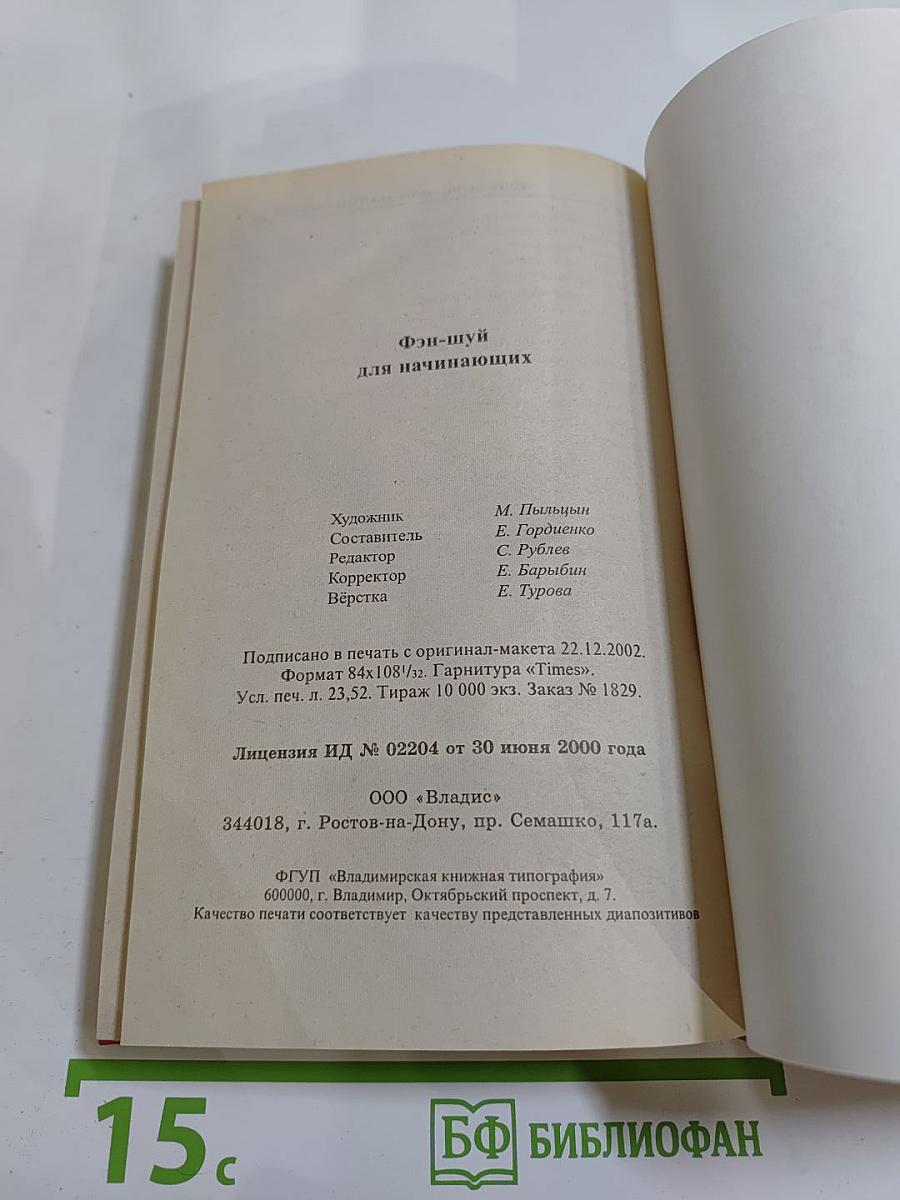 Фэн-шуй
для начинающих
Художник М. Пыльцын
Составитель Е. Гордиенко
Редактор С. Рублев
Корректор Е. Барыбин
Вёрстка Е. Турова
Подписано в печать с оригинал-макета 22.12.2002.
Формат 84х108¹/₃₂. Гарнитура «Times».
Усл. печ. л. 23,52. Тираж 10 000 экз. Заказ № 1829.
Лицензия ИД № 02204 от 30 июня 2000 года
ООО «Владис»
344018, г. Ростов-на-Дону, пр. Семашко, 117а.
ФГУП «Владимирская книжная типография»
600000, г. Владимир, Октябрьский проспект, д. 7.
Качество печати соответствует качеству представленных диапозитивов
15 с
БФ БИБЛИОФАН